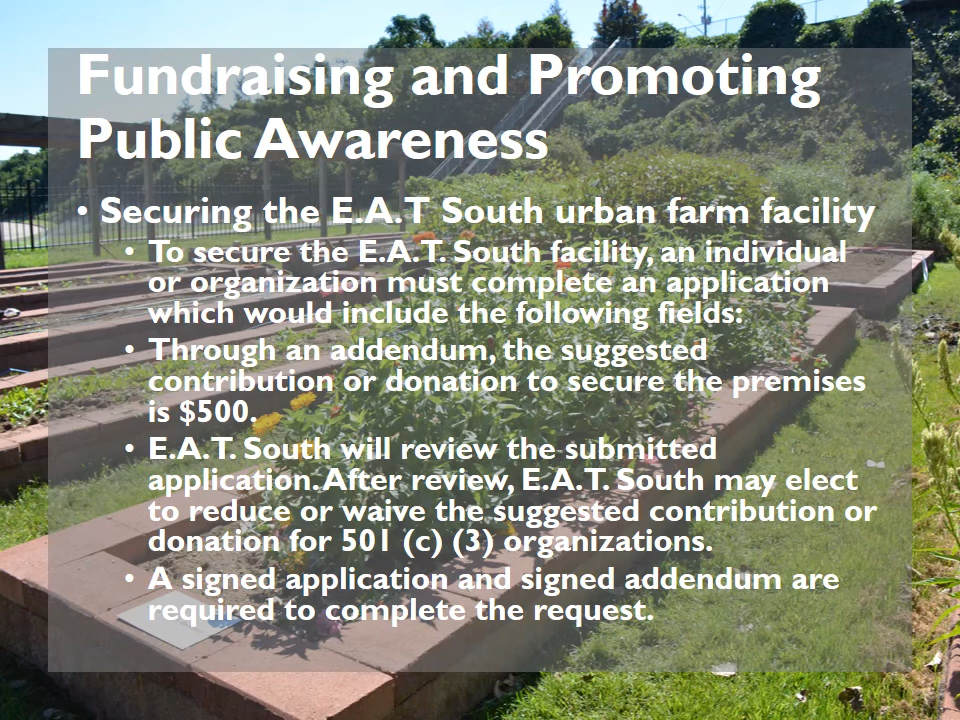 Fundraising and Promoting
Public Awareness
• Securing the E.A.T South urban farm facility
• To secure the E.A.T. South facility, an individual
or organization must complete an application
which would include the following fields:
• Through an addendum, the suggested
contribution or donation to secure the premises
is $500.
• E.A.T. South will review the submitted
application. After review, E.A.T. South may elect
to reduce or waive the suggested contribution or
donation for 501 (c) (3) organizations.
• A signed application and signed addendum are
required to complete the request.